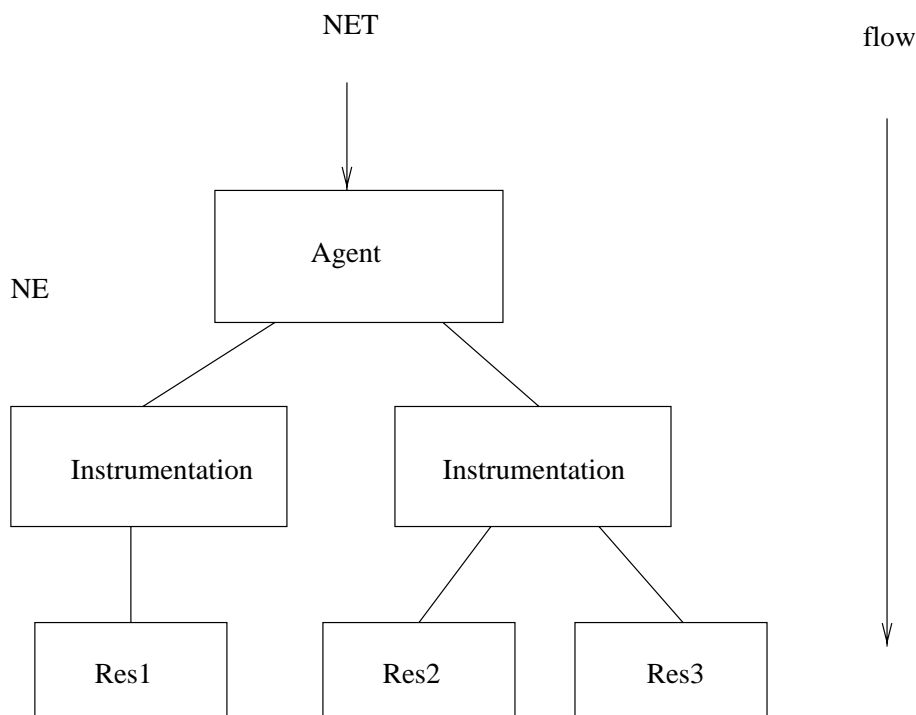 NET
flow
Agent
NE
Instrumentation
Instrumentation
Res1
Res2
Res3